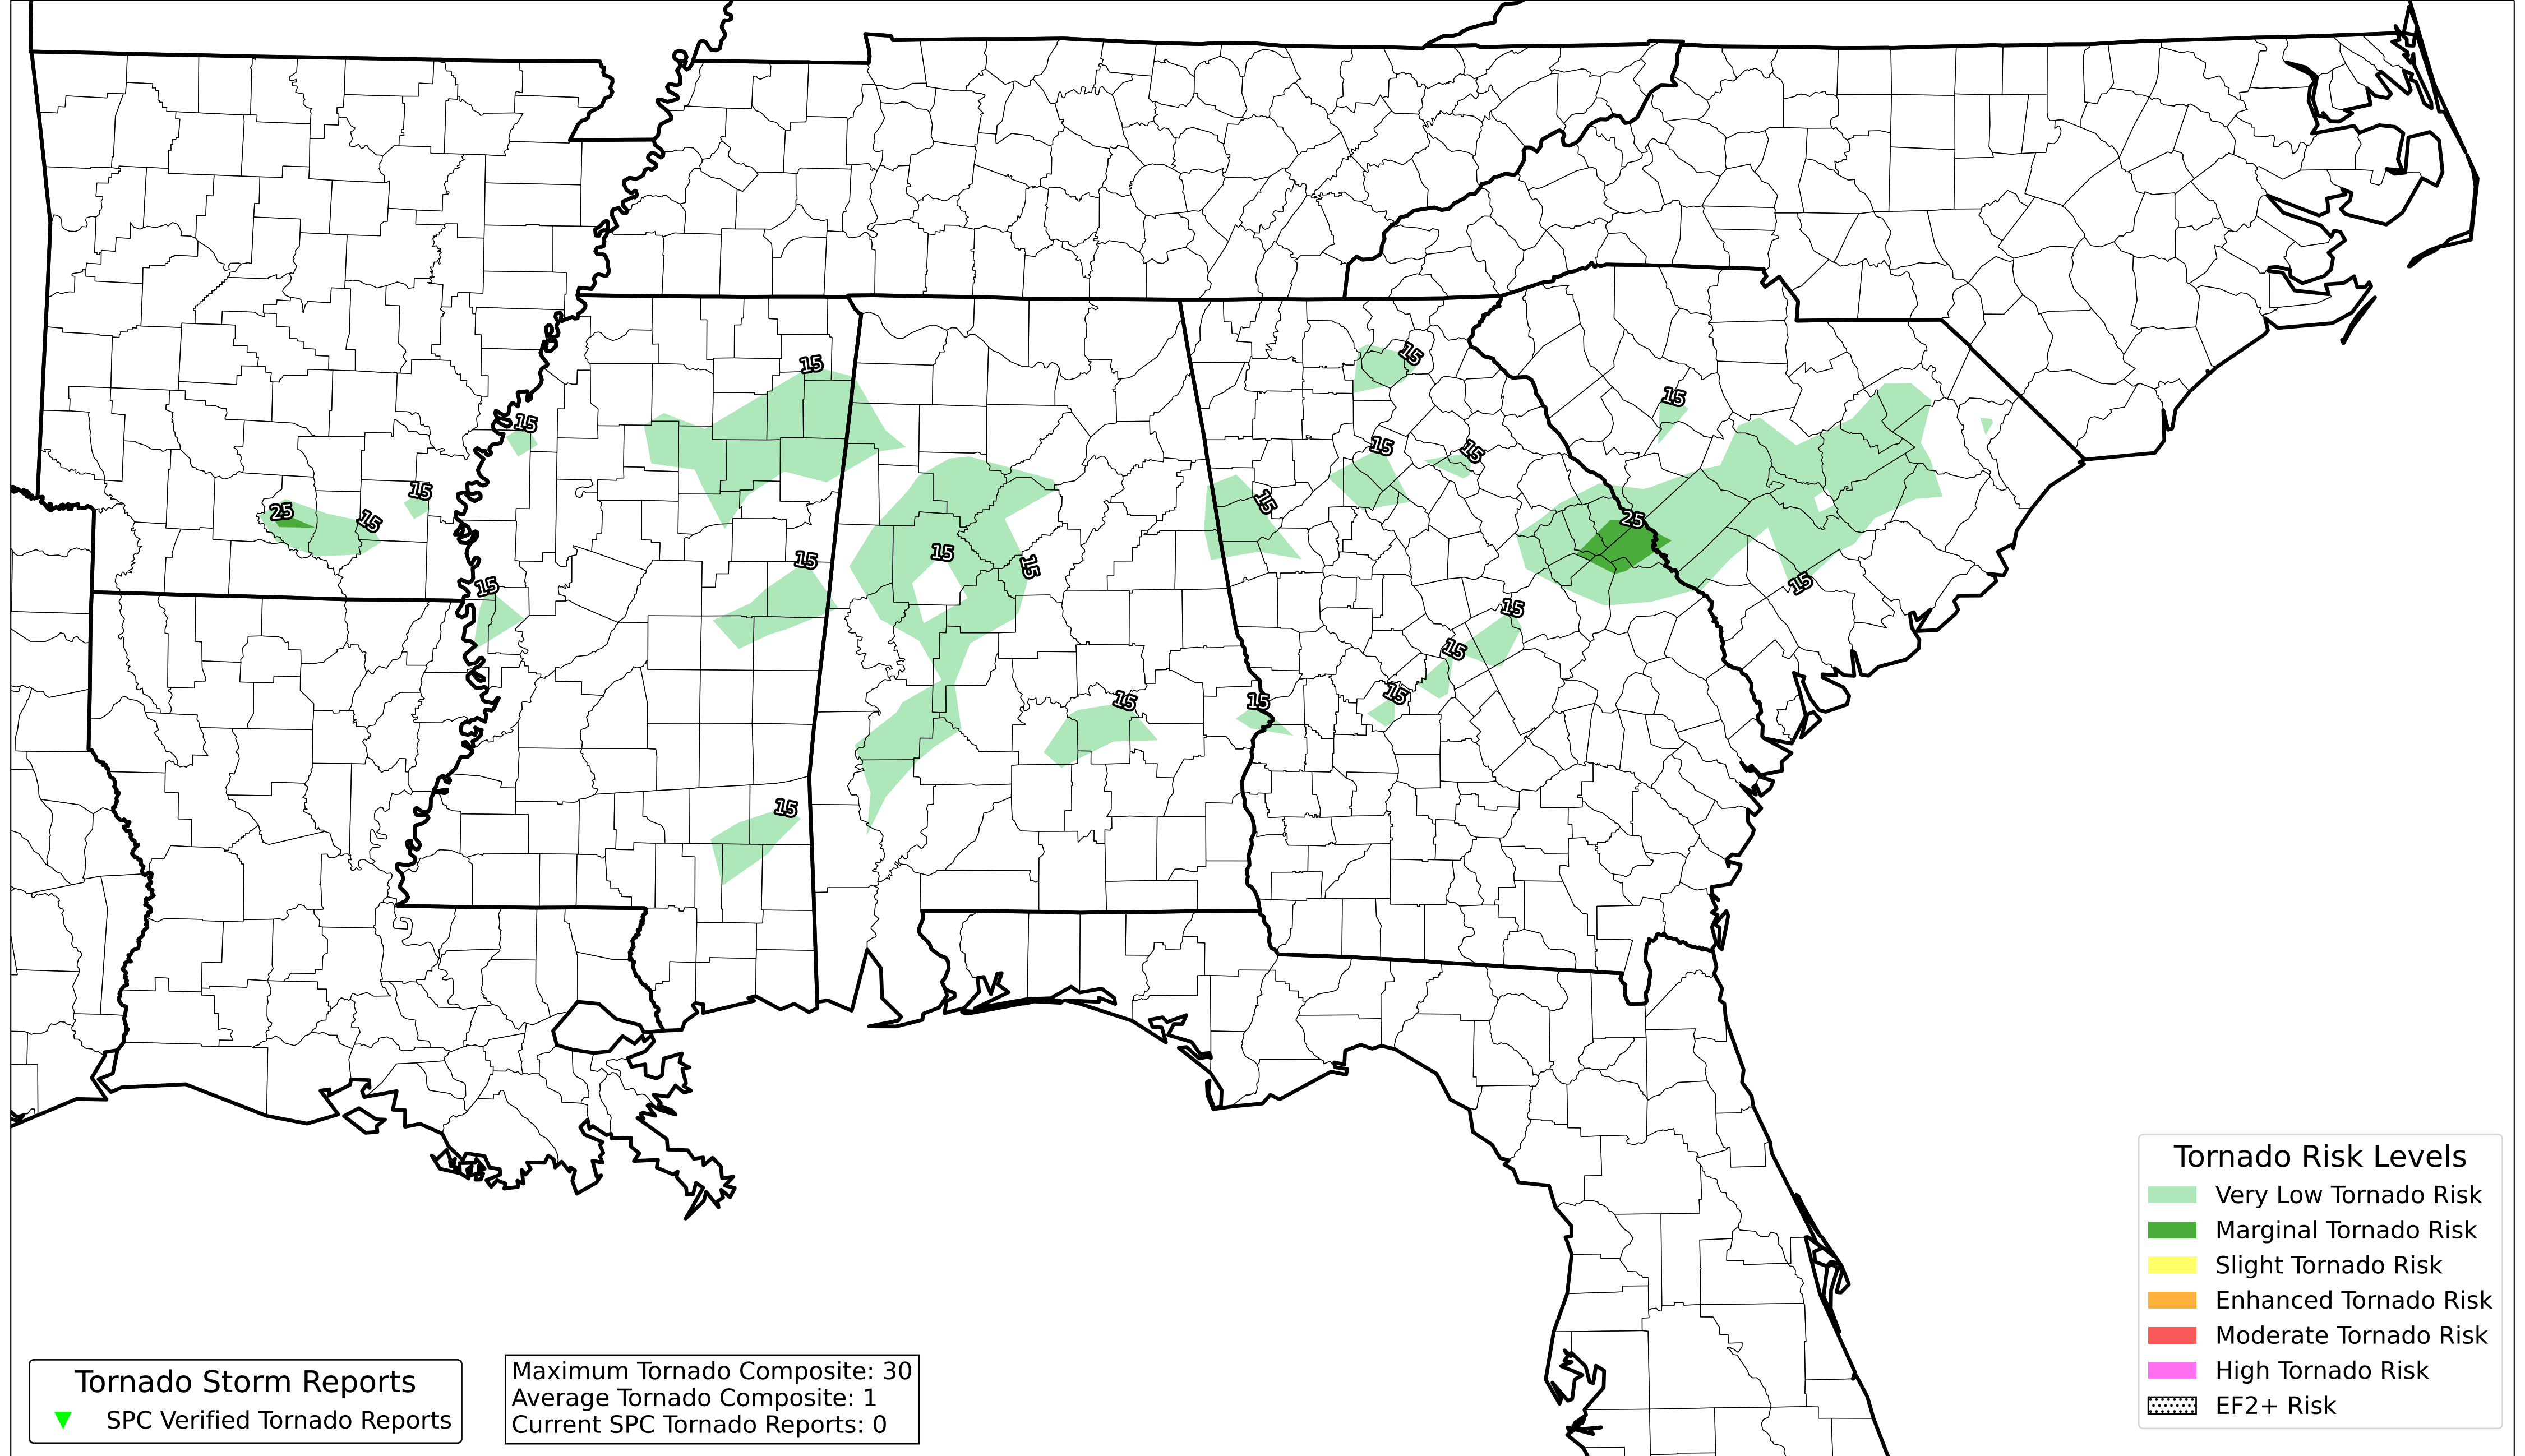 15
15
15
15
15
15
15
25
25
15
15
15
15
15
15
15
15
15
15
15
15
15
15
Tornado Risk Levels
Very Low Tornado Risk
Marginal Tornado Risk
Slight Tornado Risk
Enhanced Tornado Risk
Moderate Tornado Risk
High Tornado Risk
EF2+ Risk
Tornado Storm Reports
SPC Verified Tornado Reports
Maximum Tornado Composite: 30
Average Tornado Composite: 1
Current SPC Tornado Reports: 0